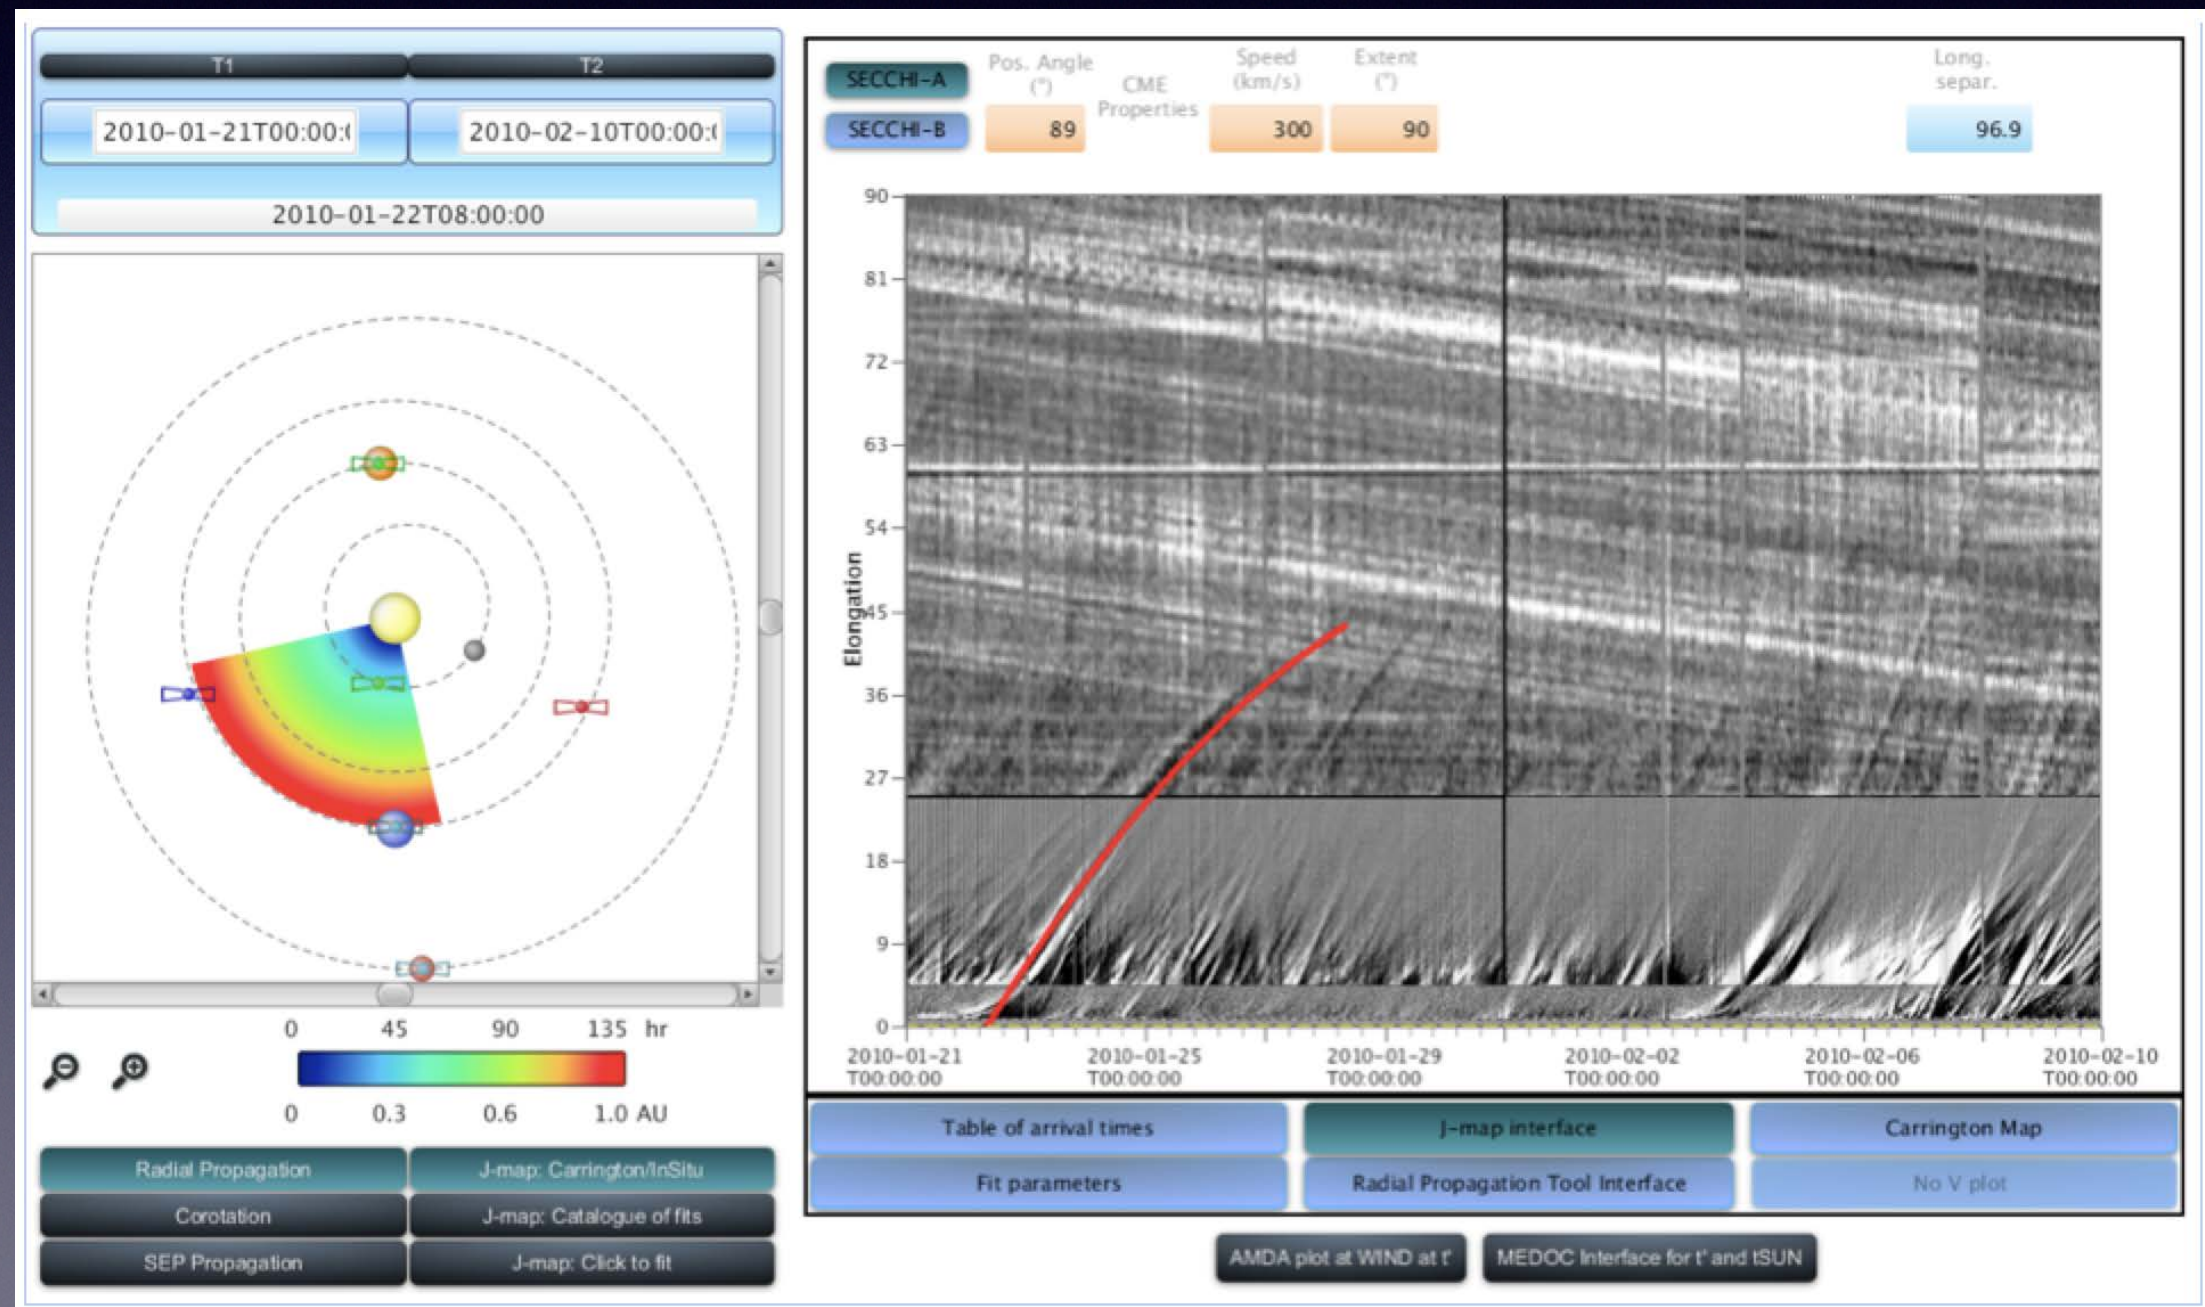 T1 T2
2010-01-21T00:00:( 2010-02-10T00:00:(
2010-01-22T08:00:00
0 45 90 135 hr
0 0.3 0.6 1.0 AU
Radial Propagation J-map: Carrington/InSitu
Corotation J-map: Catalogue of fits
SEP Propagation J-map: Click to fit
SECCHI-A
SECCHI-B
Pos. Angle
(°)
89
CME
Properties
Speed
(km/s)
300
Extent
(°)
90
Long.
separ.
96.9
Elongation
90
81
72
63
54
45
36
27
18
9
0
2010-01-21 2010-01-25 2010-01-29 2010-02-02 2010-02-06 2010-02-10
T00:00:00 T00:00:00 T00:00:00 T00:00:00 T00:00:00 T00:00:00
Table of arrival times J-map interface Carrington Map
Fit parameters Radial Propagation Tool Interface No V plot
AMDA plot at WIND at t' MEDOC Interface for t' and tSUN